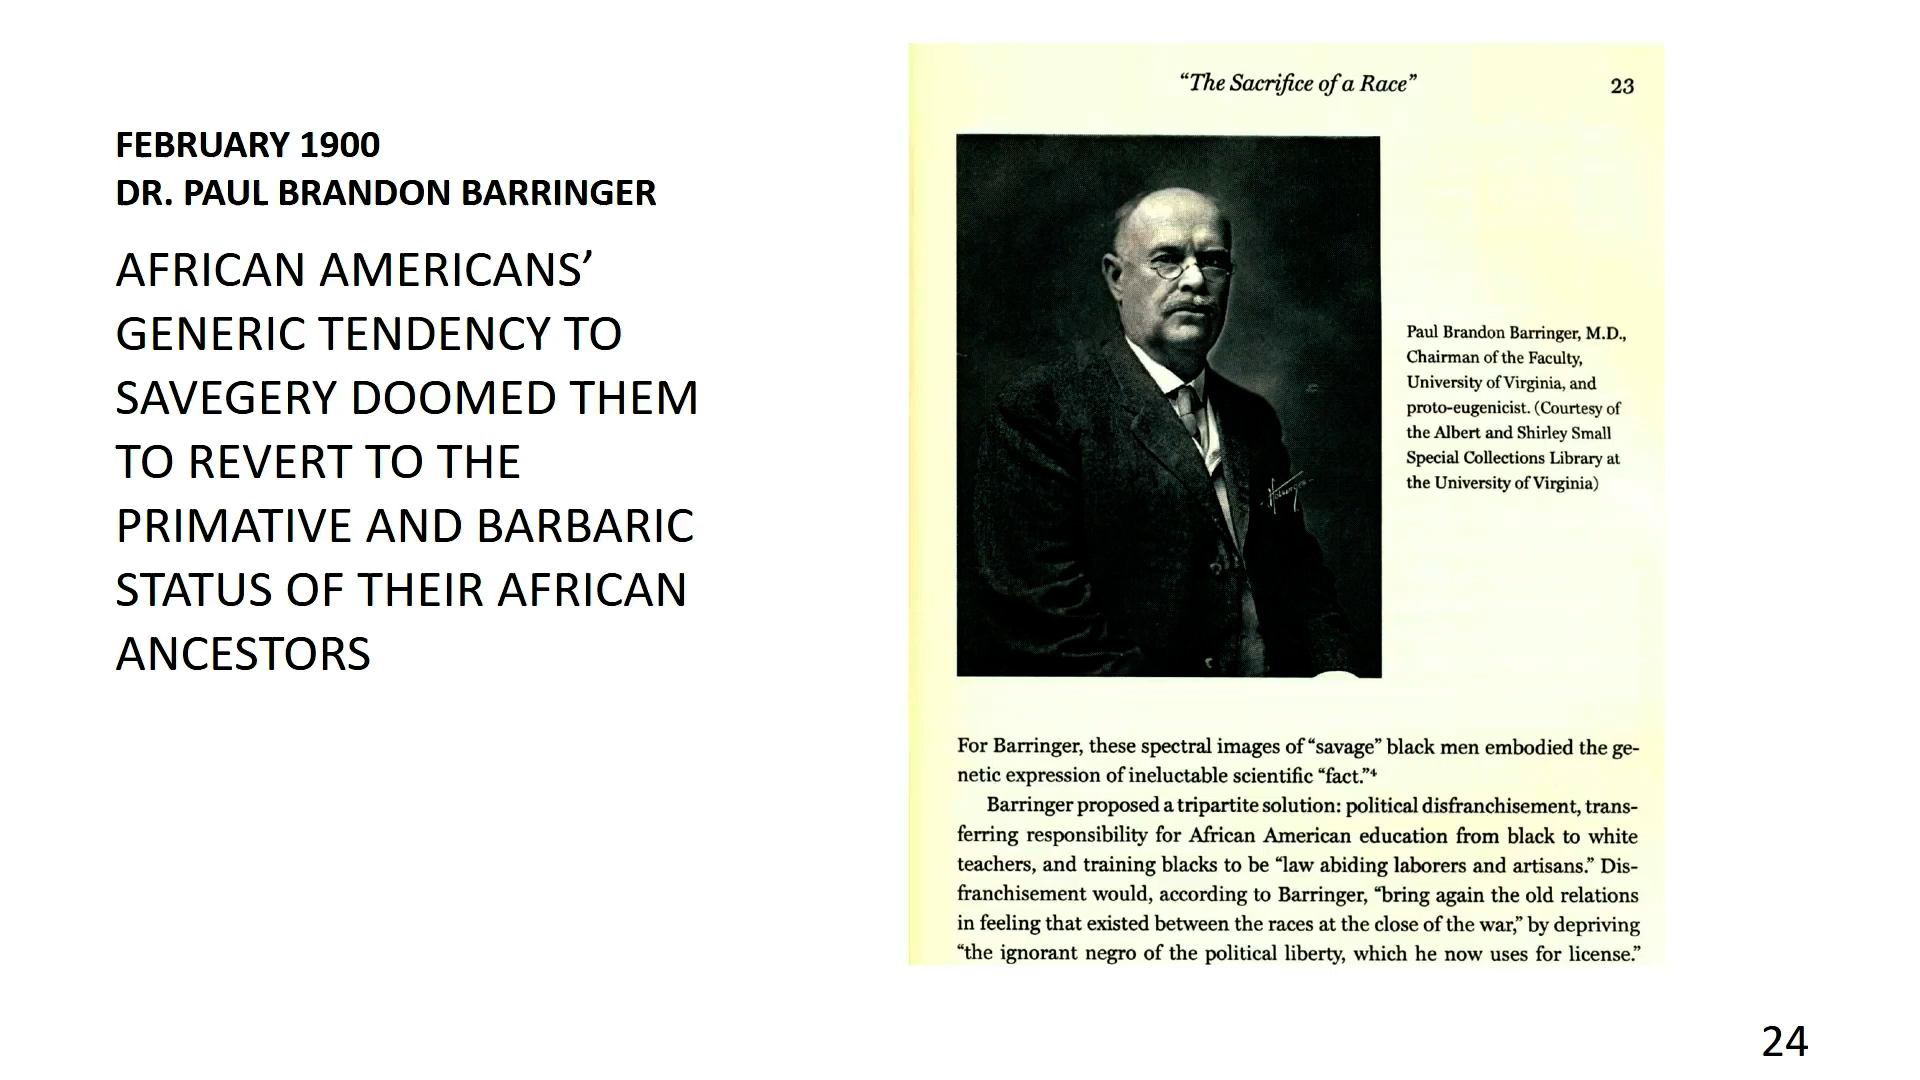 FEBRUARY 1900
DR. PAUL BRANDON BARRINGER
AFRICAN AMERICANS’
GENERIC TENDENCY TO
SAVEGERY DOOMED THEM
TO REVERT TO THE
PRIMATIVE AND BARBARIC
STATUS OF THEIR AFRICAN
ANCESTORS
“The Sacrifice of a Race”
23
Paul Brandon Barringer, M.D.,
Chairman of the Faculty,
University of Virginia, and
proto-eugenicist. (Courtesy of
the Albert and Shirley Small
Special Collections Library at
the University of Virginia)
For Barringer, these spectral images of “savage” black men embodied the ge-
netic expression of ineluctable scientific “fact.”⁴
Barringer proposed a tripartite solution: political disfranchisement, trans-
ferring responsibility for African American education from black to white
teachers, and training blacks to be “law abiding laborers and artisans.” Dis-
franchisement would, according to Barringer, “bring again the old relations
in feeling that existed between the races at the close of the war,” by depriving
“the ignorant negro of the political liberty, which he now uses for license.”
24